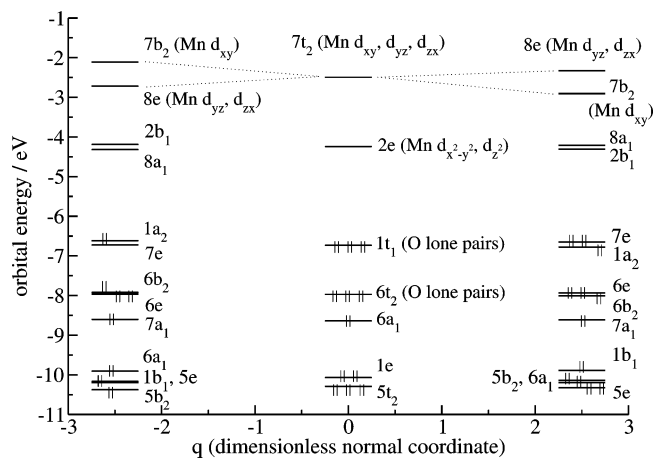 -1
7b2 (Mn dxy)
7t2 (Mn dxy, dyz, dzx)
8e (Mn dyz, dzx)
-2
-3
8e (Mn dyz, dzx)
7b2
(Mn dxy)
-4
2b1
8a1
2e (Mn dx2-y2, dz2)
8a1
2b1
-5
orbital energy / eV
-6
1a2
7e
1t1 (O lone pairs)
7e
1a2
-7
-8
6b2
6e
7a1
6t2 (O lone pairs)
6a1
6e
6b2
7a1
-9
6a1
1b1, 5e
5b2
1e
5t2
1b1
5b2, 6a1
5e
-10
-11
-3 -2 -1 0 1 2 3
q (dimensionless normal coordinate)